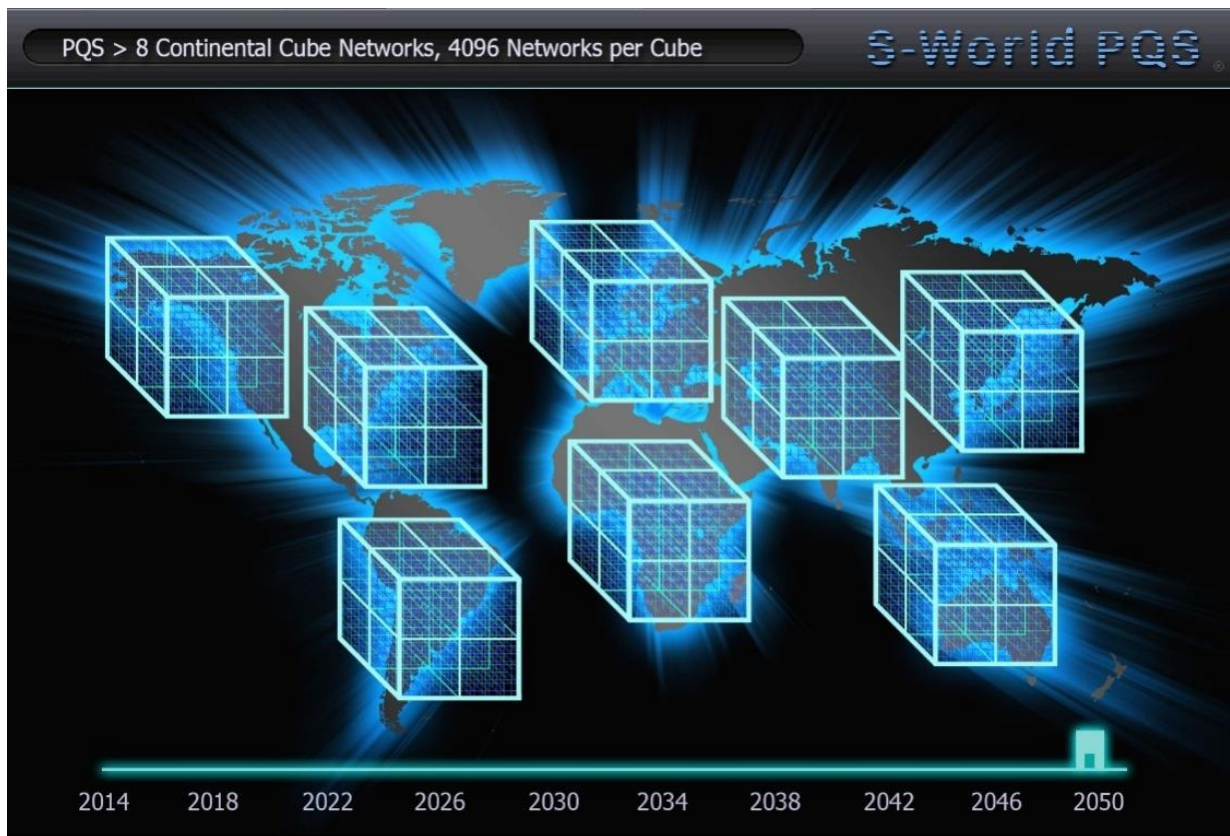 PQS > 8 Continental Cube Networks, 4096 Networks per Cube
S-World PQS
®
2014 2018 2022 2026 2030 2034 2038 2042 2046 2050